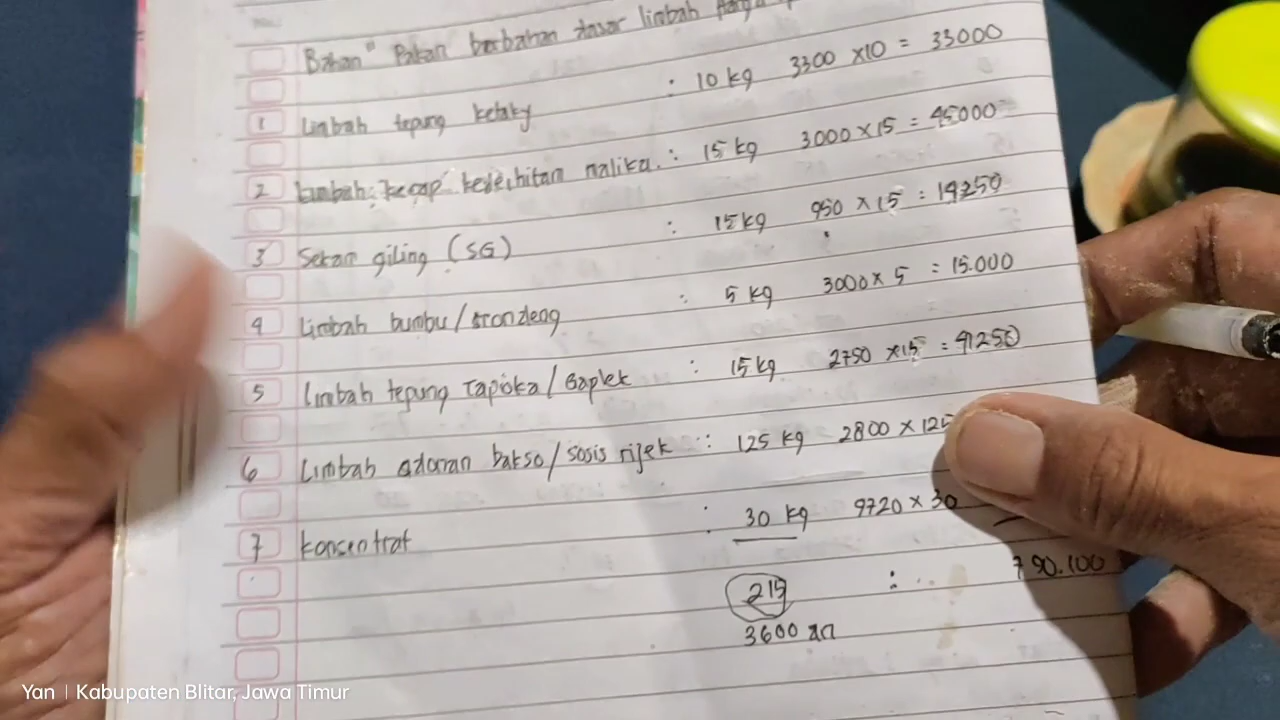 Bahan" Pakan berbahan dasar limbah
1 Limbah tepung ketaky : 10 kg 3300 x10 = 33000
2 Limbah: kecap kedechitan malika. : 15 kg 3000 x 15 = 45000
3 Sekam giling (SG) : 15 kg 950 x 15 : 14250
4 Limbah bumbu/srondeng : 5 kg 3000 x 5 = 15.000
5 Limbah tepung Tapioka/Gaplek : 15 kg 2750 x15 = 41250
6 Limbah adonan bakso/sosis rijek : 125 kg 2800 x 125
7 konsentrat : 30 kg 9720 x 30
215 : 790.100
3600 an
Yan | Kabupaten Blitar, Jawa Timur